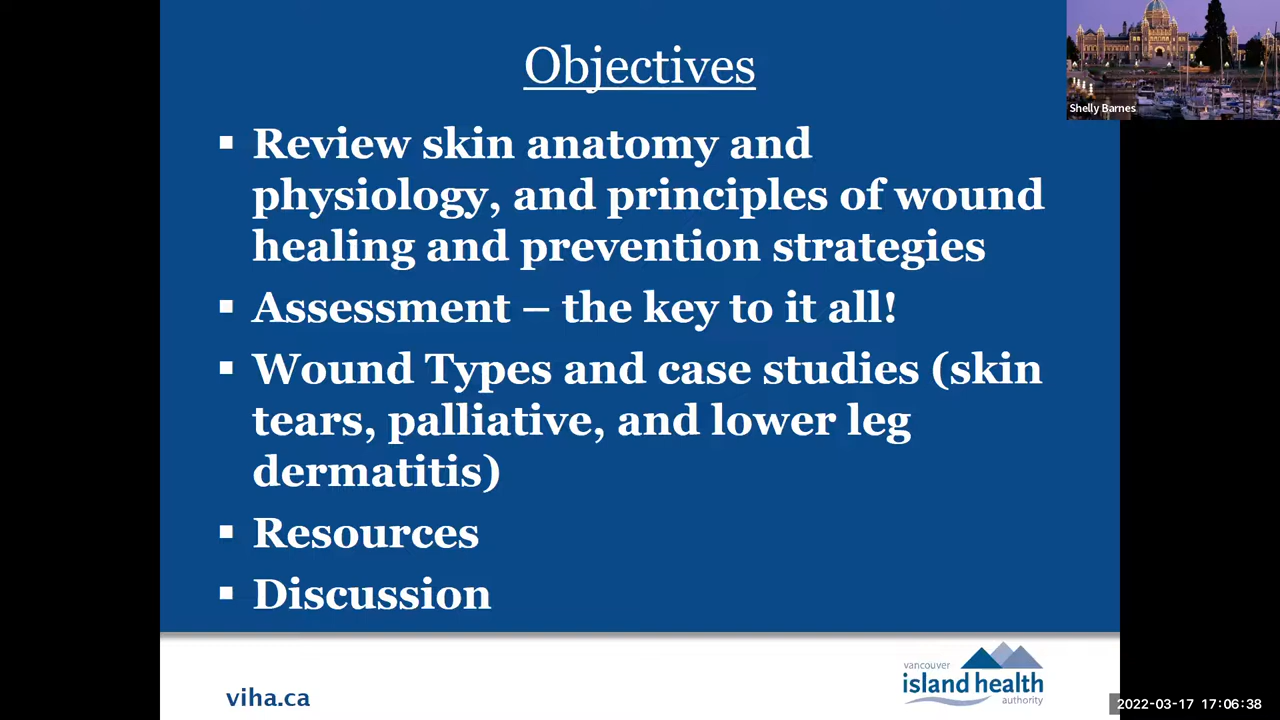 Objectives
Shelly Barnes
▪ Review skin anatomy and
physiology, and principles of wound
healing and prevention strategies
▪ Assessment – the key to it all!
▪ Wound Types and case studies (skin
tears, palliative, and lower leg
dermatitis)
▪ Resources
▪ Discussion
viha.ca
vancouver
island health
authority
2022-03-17 17:06:38